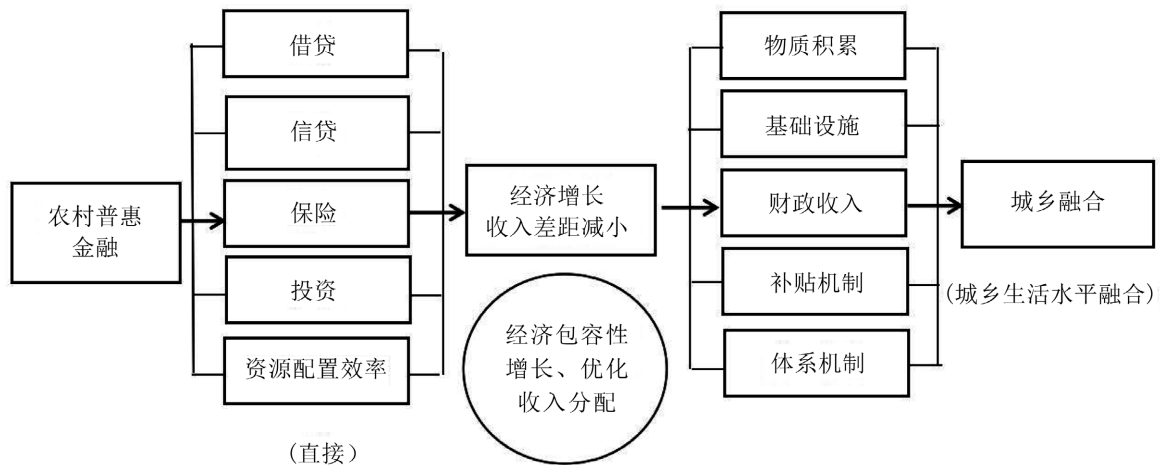 农村普惠
金融
借贷
信贷
保险
投资
资源配置效率
(直接）
经济增长
收入差距减小
经济包容性
增长、优化
收入分配
物质积累
基础设施
财政收入
补贴机制
体系机制
城乡融合
(城乡生活水平融合)